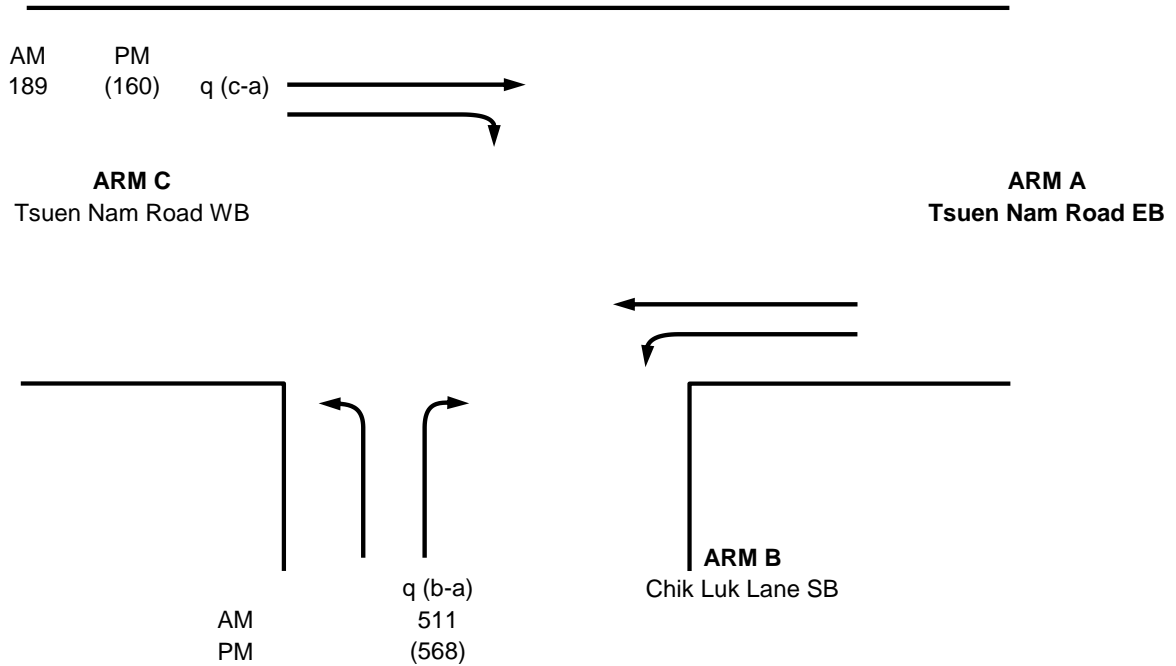 AM PM
189 (160) q (c-a)
ARM C
Tsuen Nam Road WB
ARM A
Tsuen Nam Road EB
ARM B
Chik Luk Lane SB
q (b-a)
AM 511
PM (568)